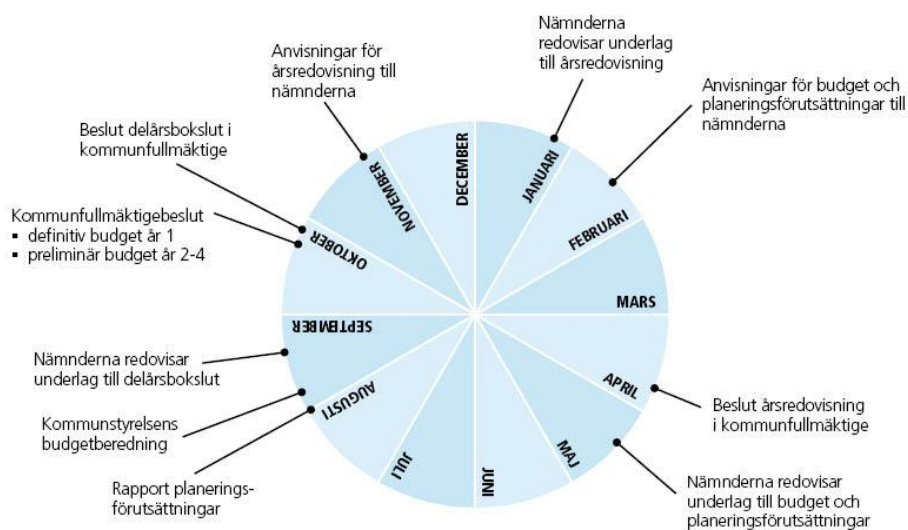 Nämnderna
redovisar underlag
till årsredovisning
Anvisningar för budget och
planeringsförutsättningar till
nämnderna
Beslut årsredovisning
i kommunfullmäktige
Nämnderna redovisar
underlag till budget och
planeringsförutsättningar
Rapport planerings-
förutsättningar
Kommunstyrelsens
budgetberedning
Nämnderna redovisar
underlag till delårsbokslut
Kommunfullmäktigebeslut
▪ definitiv budget år 1
▪ preliminär budget år 2-4
Beslut delårsbokslut i
kommunfullmäktige
Anvisningar för
årsredovisning till
nämnderna
JANUARI
FEBRUARI
MARS
APRIL
MAJ
JUNI
JULI
AUGUSTI
SEPTEMBER
OKTOBER
NOVEMBER
DECEMBER